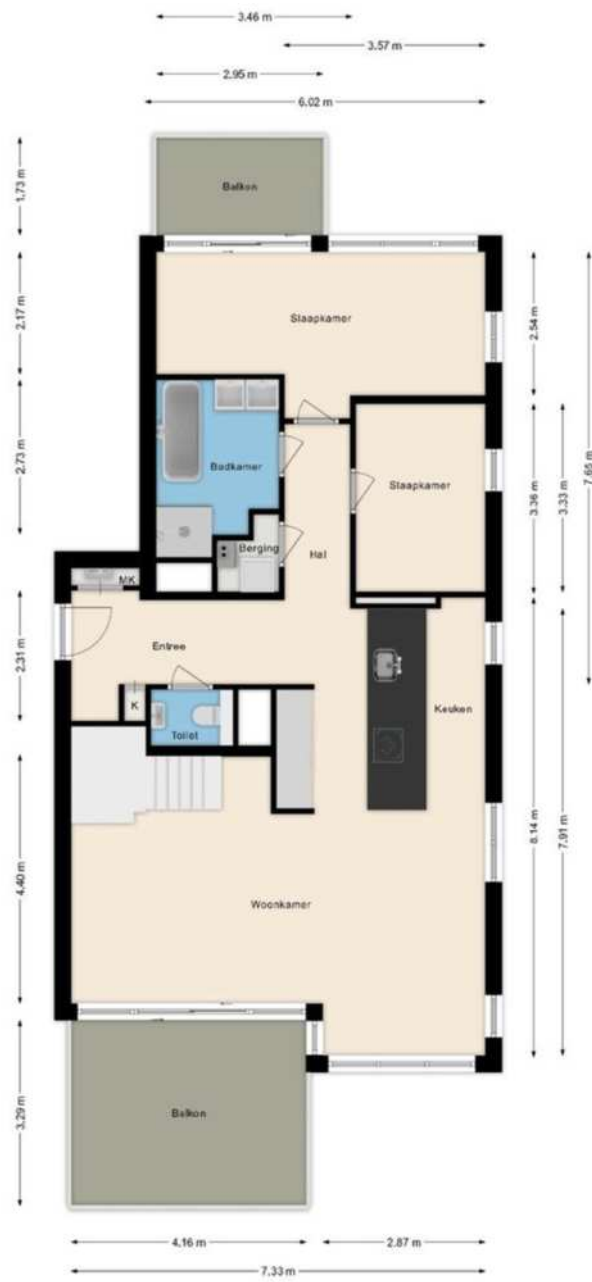 3.46 m
3.57 m
2.95 m
6.02 m
1.73 m
Balkon
2.17 m
Slaapkamer
2.54 m
7.65 m
2.73 m
Badkamer
Slaapkamer
3.36 m
3.33 m
Berging
Hal
MK
2.31 m
Entree
K
Toilet
Keuken
4.40 m
8.14 m
7.91 m
Woonkamer
3.29 m
Balkon
4.16 m
2.87 m
7.33 m